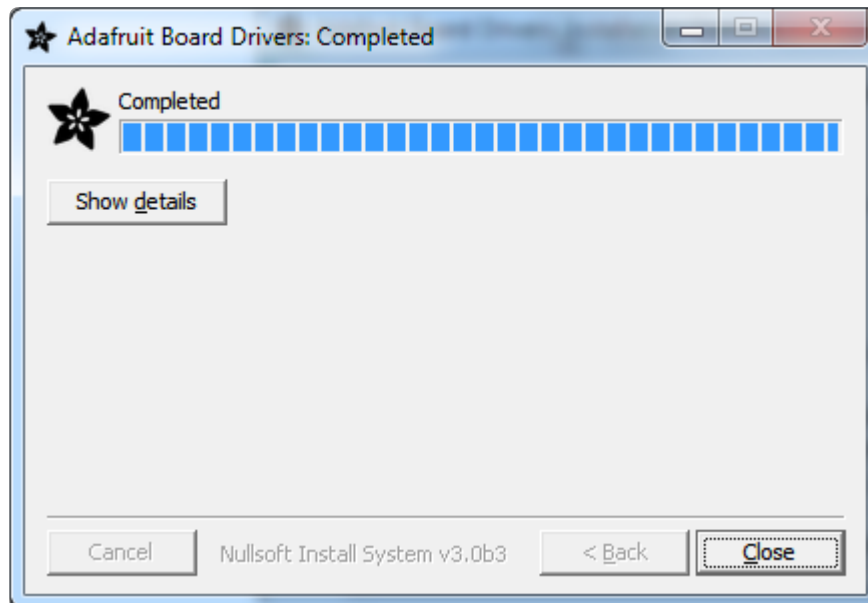 Adafruit Board Drivers: Completed
Completed
Show details
Cancel Nullsoft Install System v3.0b3 < Back Close